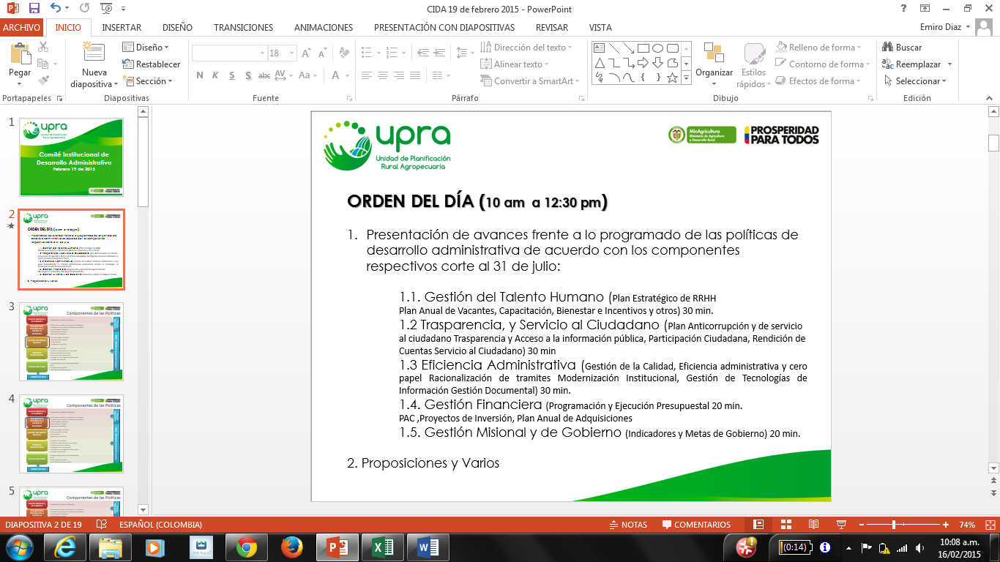 CIDA 19 de febrero 2015 - PowerPoint
ARCHIVO INICIO INSERTAR DISEÑO TRANSICIONES ANIMACIONES PRESENTACIÓN CON DIAPOSITIVAS REVISAR VISTA Emiro Diaz
Pegar
Nueva diapositiva
Diseño
Restablecer
Sección
18
N K S S abc AV Aa A
Dirección del texto
Alinear texto
Convertir a SmartArt
Organizar
Estilos rápidos
Relleno de forma
Contorno de forma
Efectos de forma
Buscar
Reemplazar
Seleccionar
Portapapeles Diapositivas Fuente Párrafo Dibujo Edición
1
upra
Comité Institucional de
Desarrollo Administrativo
Febrero 19 de 2015
2
3
Componentes de las Políticas
4
Componentes de las Políticas
5
Componentes de las Políticas
upra
Unidad de Planificación
Rural Agropecuaria
MinAgricultura
Ministerio de Agricultura
y Desarrollo Rural
PROSPERIDAD
PARA TODOS
ORDEN DEL DÍA (10 am a 12:30 pm)
1. Presentación de avances frente a lo programado de las políticas de
desarrollo administrativa de acuerdo con los componentes
respectivos corte al 31 de julio:
1.1. Gestión del Talento Humano (Plan Estratégico de RRHH
Plan Anual de Vacantes, Capacitación, Bienestar e Incentivos y otros) 30 min.
1.2 Trasparencia, y Servicio al Ciudadano (Plan anticorrupción y de servicio
al ciudadano Trasparencia y Acceso a la información pública, Participación Ciudadana, Rendición de
Cuentas Servicio al Ciudadano) 30 min
1.3 Eficiencia Administrativa (Gestión de la Calidad, Eficiencia administrativa y cero
papel Racionalización de tramites Modernización Institucional, Gestión de Tecnologías de
Información Gestión Documental) 30 min.
1.4. Gestión Financiera (Programación y Ejecución Presupuestal 20 min.
PAC ,Proyectos de Inversión, Plan Anual de Adquisiciones
1.5. Gestión Misional y de Gobierno (Indicadores y Metas de Gobierno) 20 min.
2. Proposiciones y Varios
DIAPOSITIVA 2 DE 19 ESPAÑOL (COLOMBIA) NOTAS COMENTARIOS 74%
(0:14)
10:08 a.m.
16/02/2015